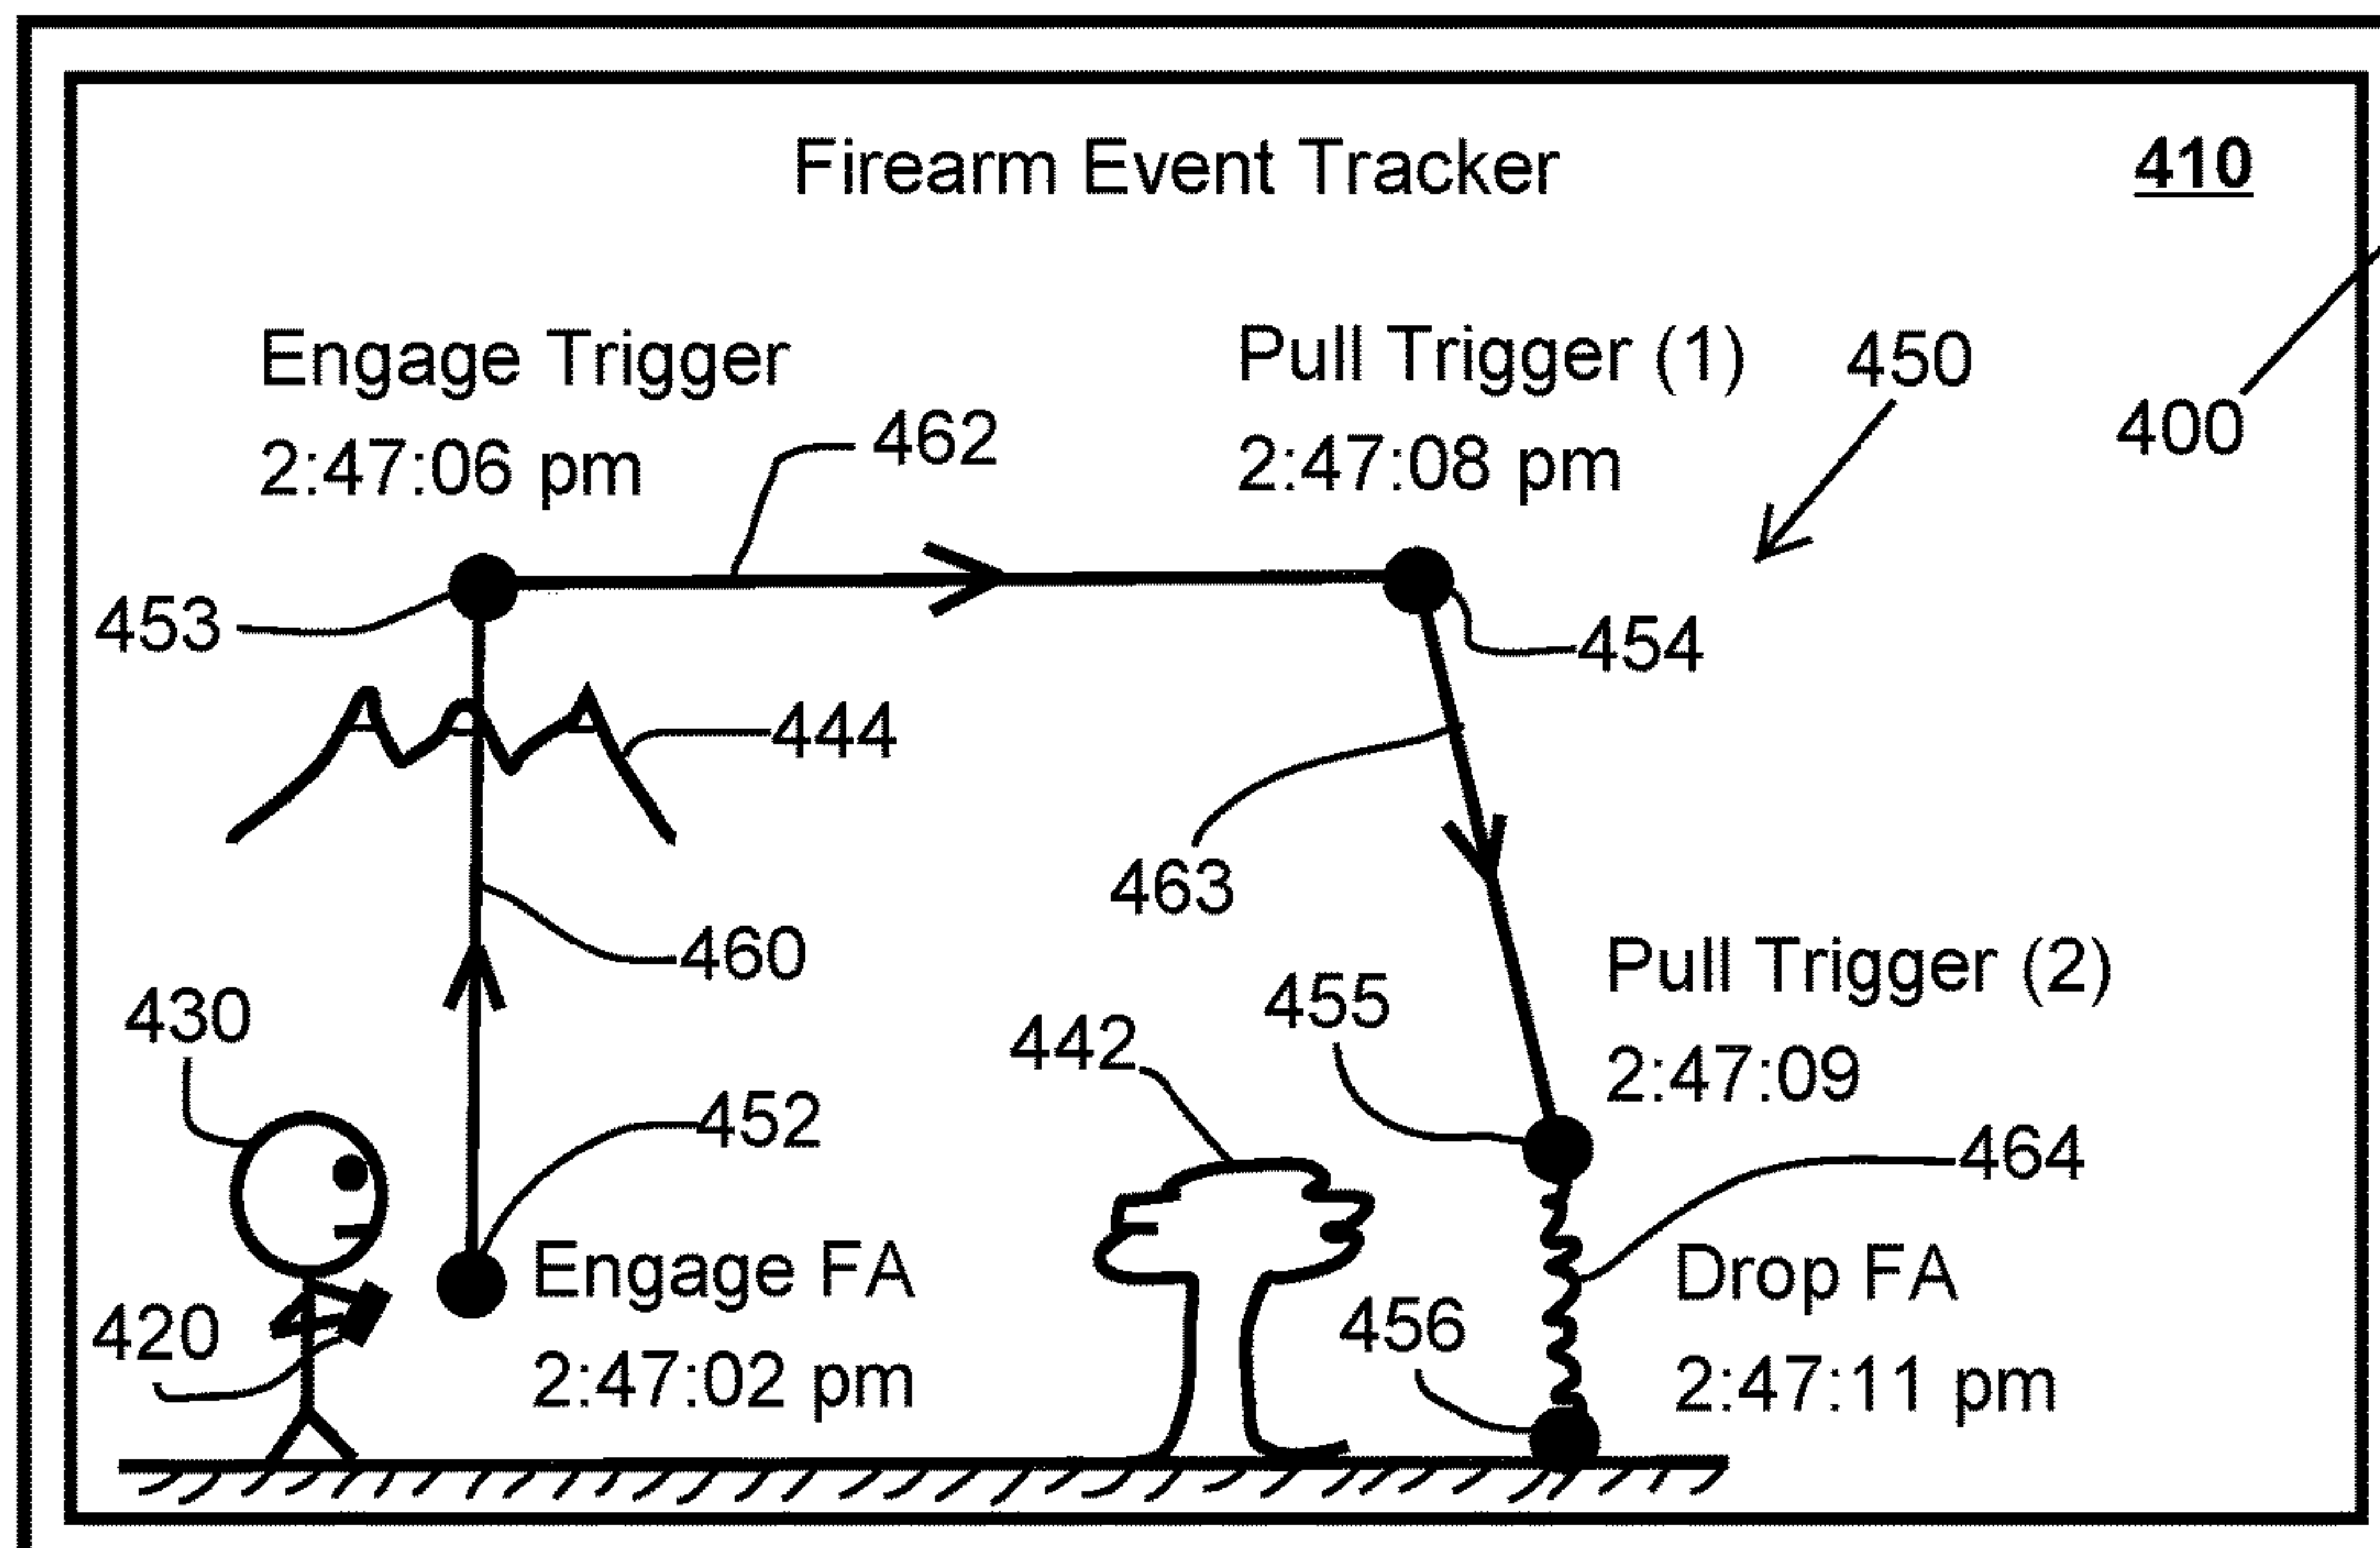 Firearm Event Tracker
410
Engage Trigger
2:47:06 pm
462
Pull Trigger (1)
2:47:08 pm
450
400
453
454
444
463
460
430
452
442
455
Pull Trigger (2)
2:47:09
464
420
Engage FA
2:47:02 pm
456
Drop FA
2:47:11 pm